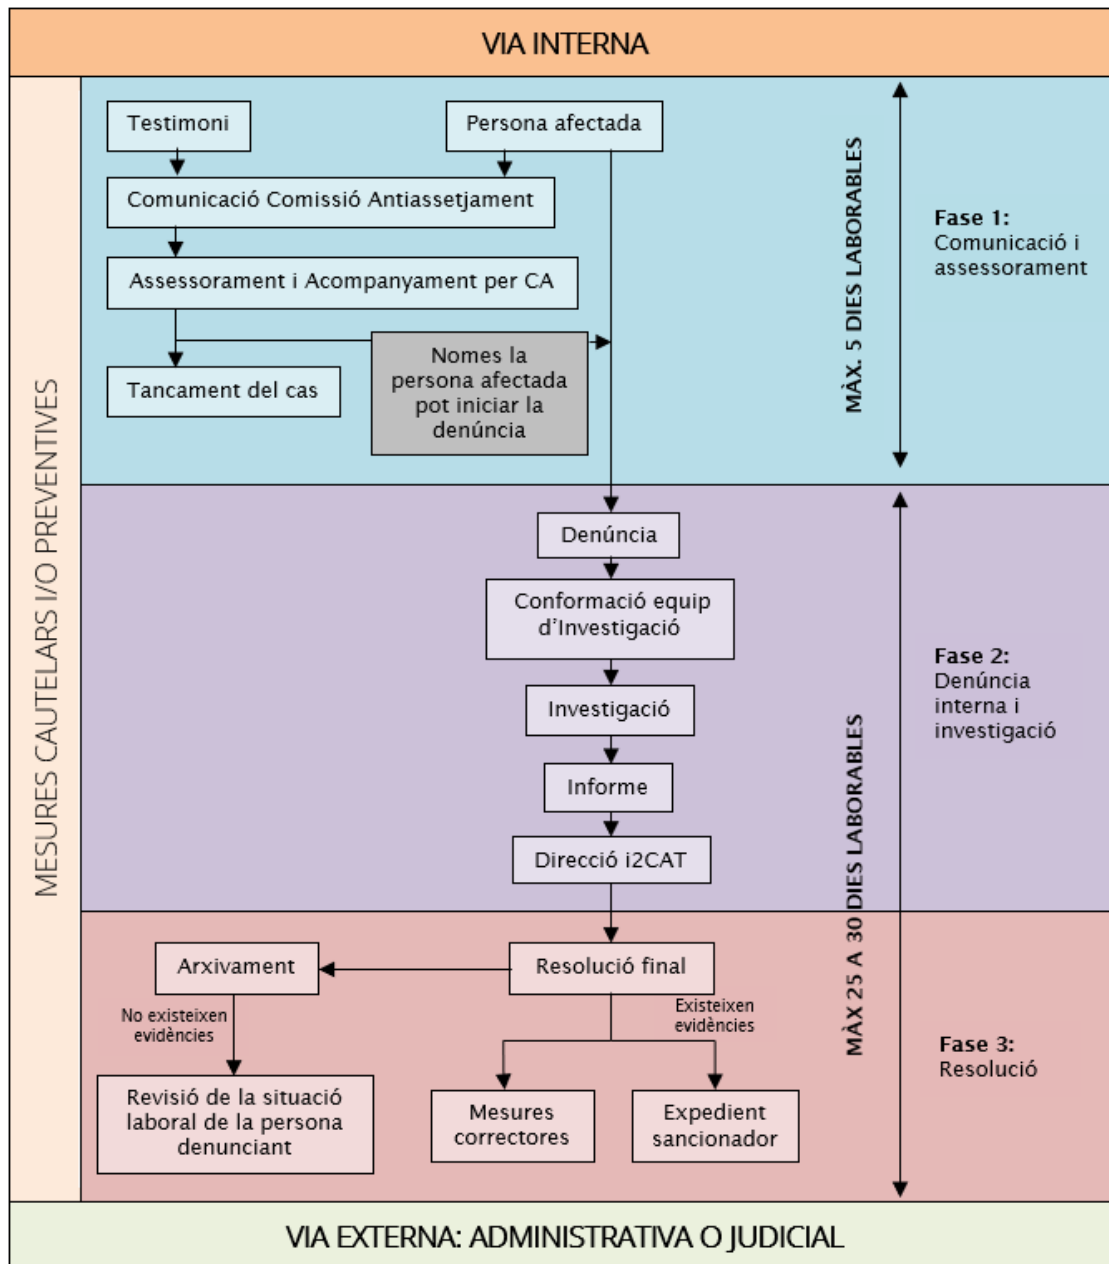 VIA INTERNA
MESURES CAUTELARS I/O PREVENTIVES
Testimoni
Persona afectada
Comunicació Comissió Antiassetjament
Assessorament i Acompanyament per CA
Nomes la
persona afectada
pot iniciar la
denúncia
Tancament del cas
MÀX. 5 DIES LABORABLES
Fase 1:
Comunicació i
assessorament
Denúncia
Conformació equip
d'Investigació
Investigació
Informe
Direcció i2CAT
Fase 2:
Denúncia
interna i
investigació
MÀX 25 A 30 DIES LABORABLES
Arxivament
Resolució final
No existeixen
evidències
Existeixen
evidències
Revisió de la situació
laboral de la persona
denunciant
Mesures
correctores
Expedient
sancionador
Fase 3:
Resolució
VIA EXTERNA: ADMINISTRATIVA O JUDICIAL